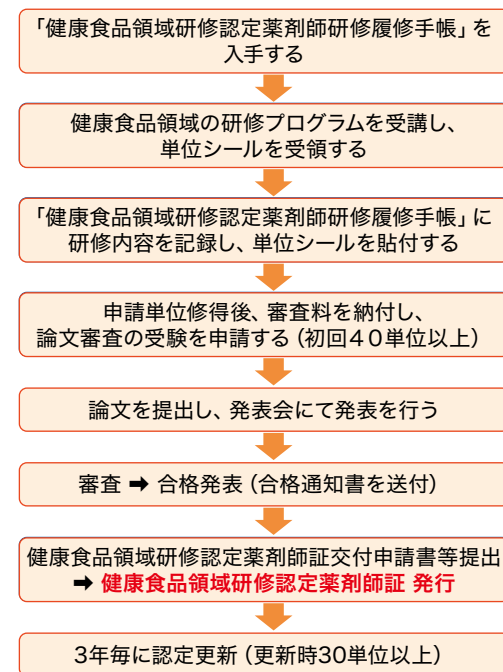 「健康食品領域研修認定薬剤師研修履修手帳」を
入手する
健康食品領域の研修プログラムを受講し、
単位シールを受領する
「健康食品領域研修認定薬剤師研修履修手帳」に
研修内容を記録し、単位シールを貼付する
申請単位修得後、審査料を納付し、
論文審査の受験を申請する（初回４０単位以上）
論文を提出し、発表会にて発表を行う
審査 ➡ 合格発表（合格通知書を送付）
健康食品領域研修認定薬剤師証交付申請書等提出
➡ 健康食品領域研修認定薬剤師証 発行
3年毎に認定更新（更新時30単位以上）